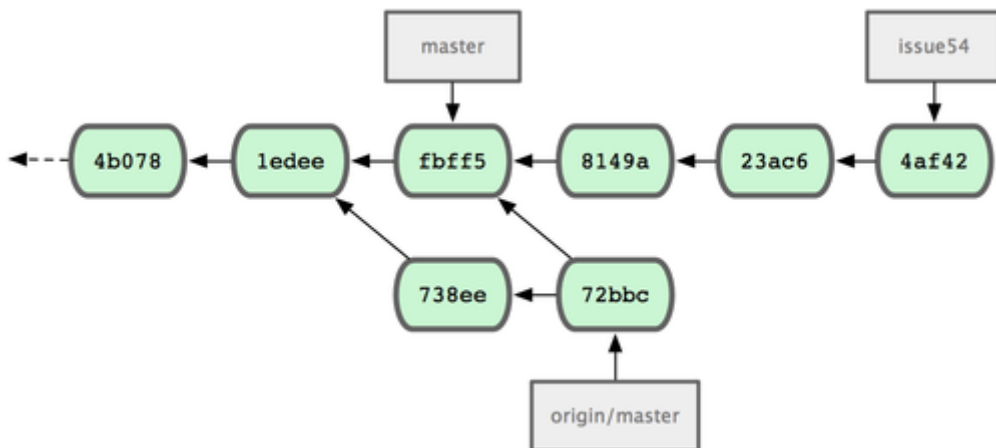 master
issue54
4b078
1edee
fbff5
8149a
23ac6
4af42
738ee
72bbc
origin/master